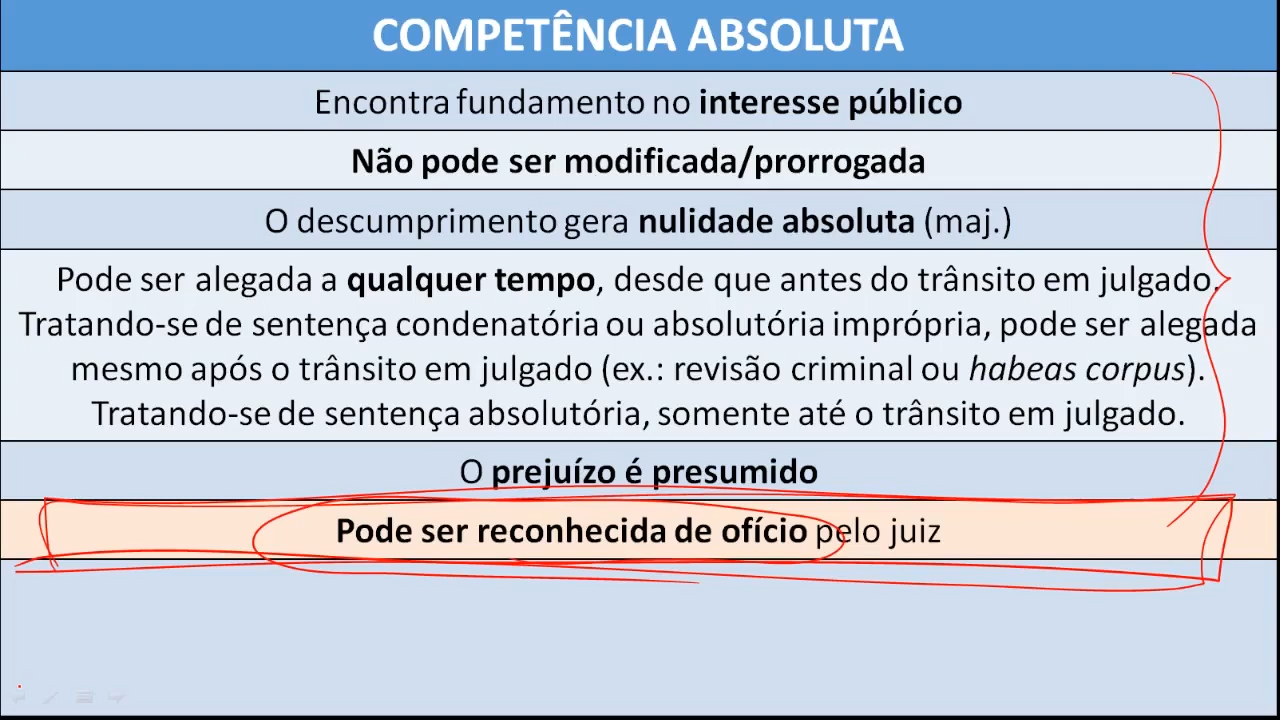 COMPETÊNCIA ABSOLUTA
Encontra fundamento no interesse público
Não pode ser modificada/prorrogada
O descumprimento gera nulidade absoluta (maj.)
Pode ser alegada a qualquer tempo, desde que antes do trânsito em julgado.
Tratando-se de sentença condenatória ou absolutória imprópria, pode ser alegada
mesmo após o trânsito em julgado (ex.: revisão criminal ou habeas corpus).
Tratando-se de sentença absolutória, somente até o trânsito em julgado.
O prejuízo é presumido
Pode ser reconhecida de ofício pelo juiz